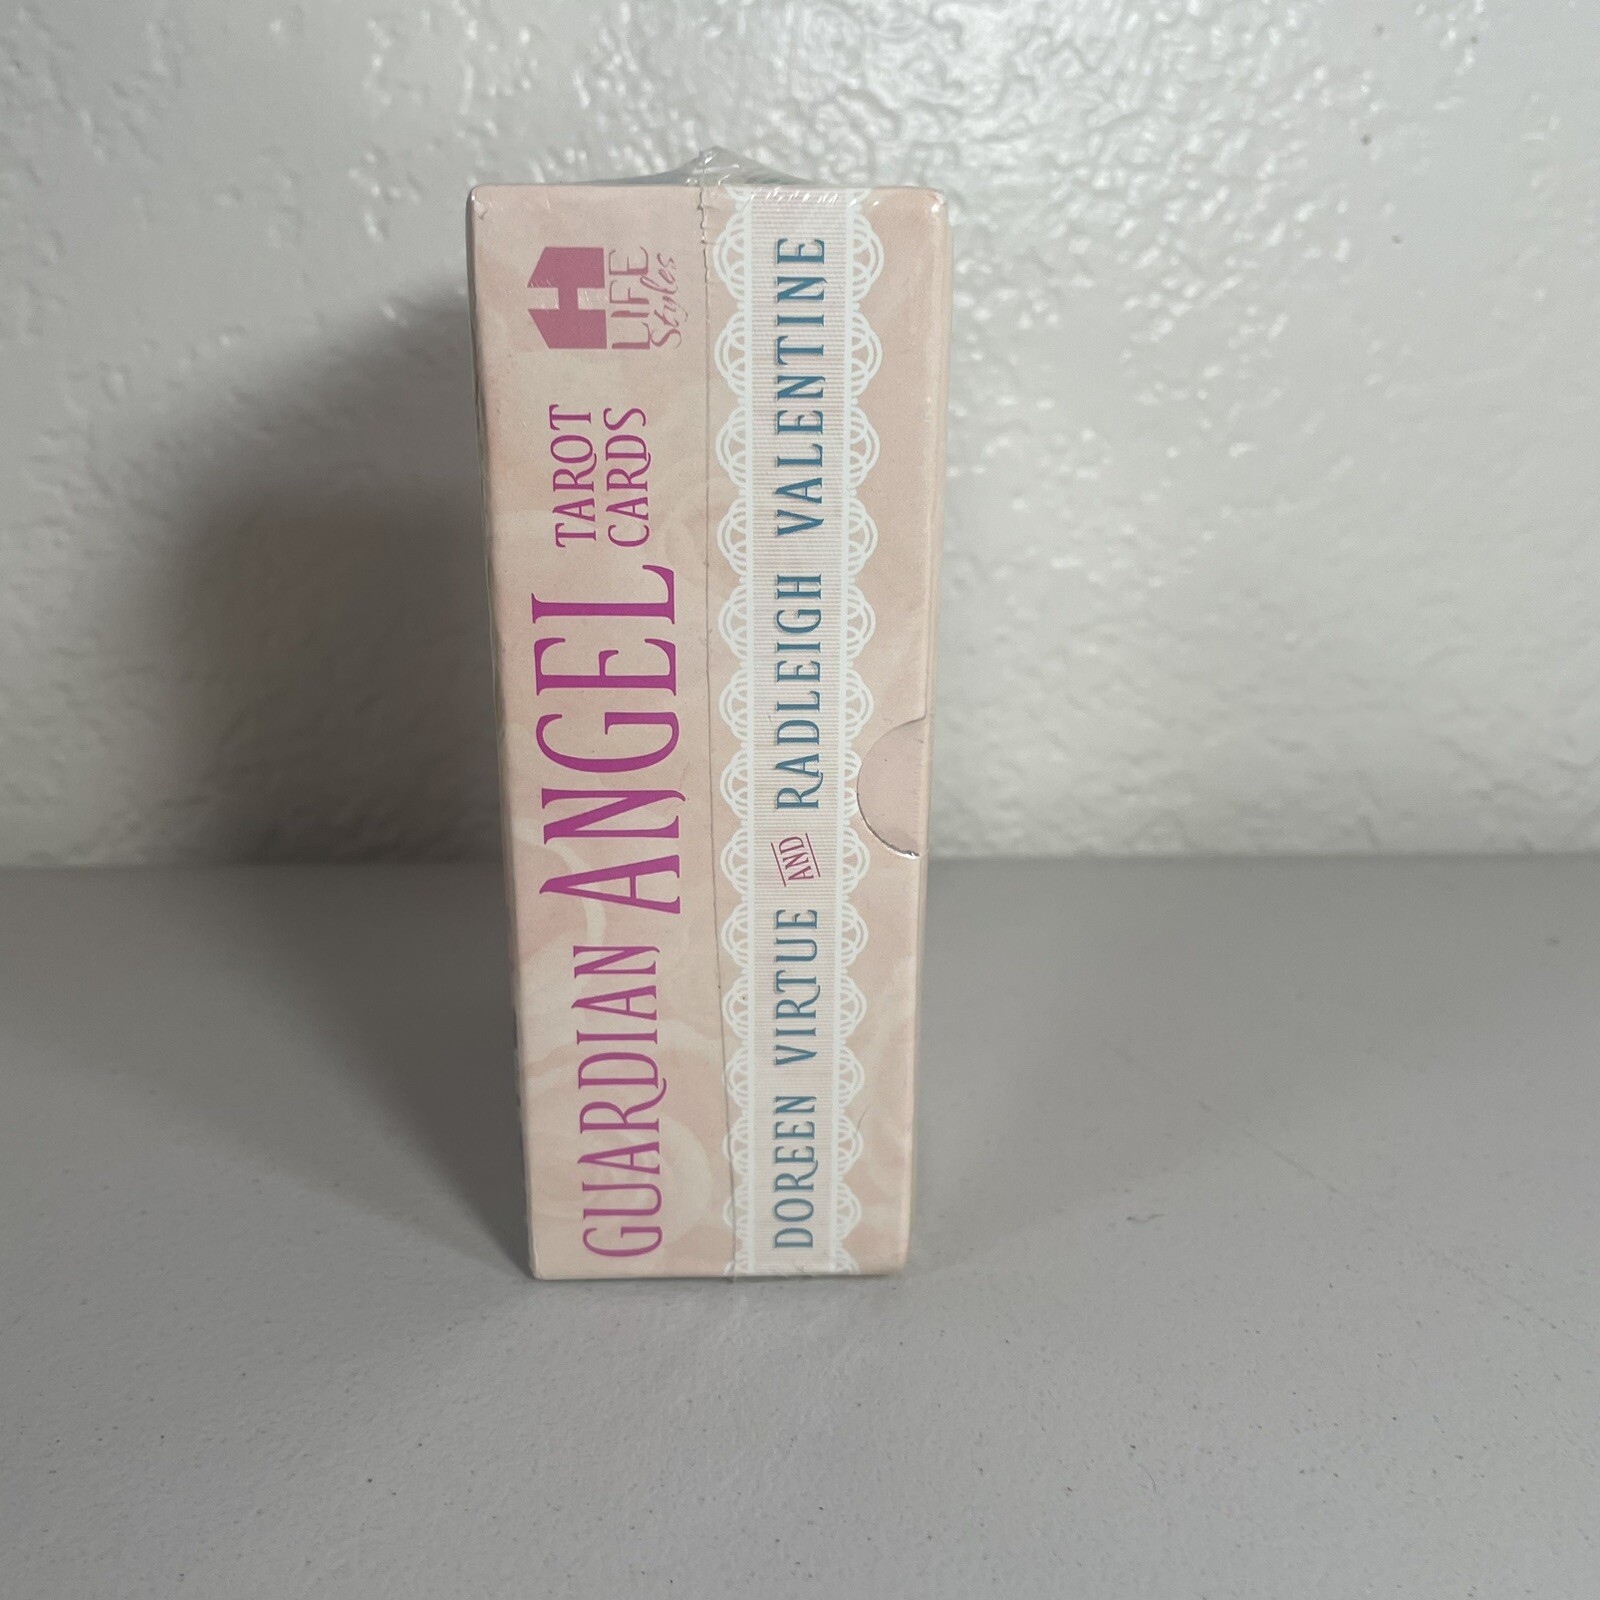 GUARDIAN ANGEL TAROT
CARDS
H
LIFE
Styles
DOREEN VIRTUE AND RADLEIGH VALENTINE